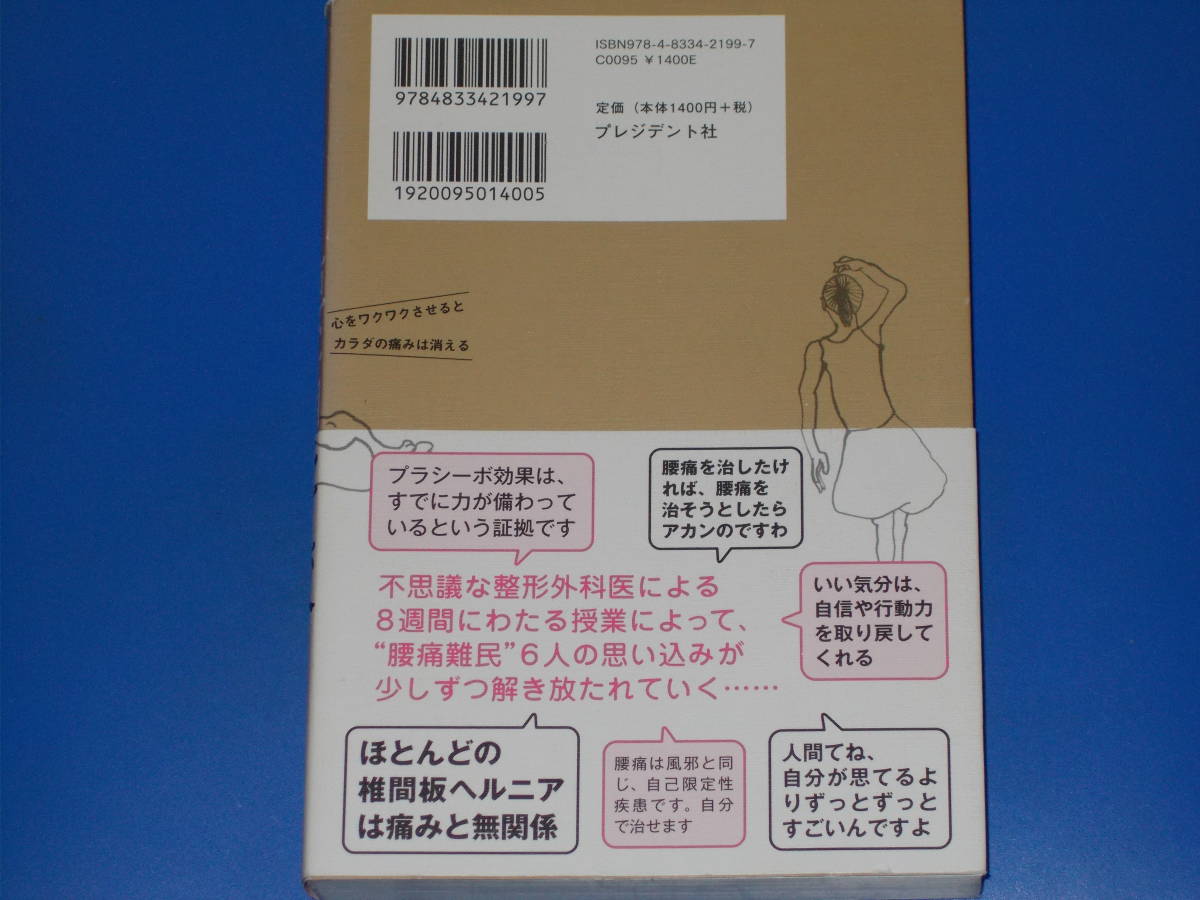 ISBN978-4-8334-2199-7
C0095 ¥1400E
9784833421997
定価（本体1400円＋税）
プレジデント社
1920095014005
心をワクワクさせると
カラダの痛みは消える
プラシーボ効果は、
すでに力が備わって
いるという証拠です
腰痛を治したけ
れば、腰痛を
治そうとしたら
アカンのですわ
不思議な整形外科医による
8週間にわたる授業によって、
“腰痛難民”6人の思い込みが
少しずつ解き放たれていく……
いい気分は、
自信や行動力
を取り戻して
くれる
ほとんどの
椎間板ヘルニア
は痛みと無関係
腰痛は風邪と同
じ、自己限定性
疾患です。自分
で治せます
人間てね、
自分が思てるよ
りずっとずっと
すごいんですよ